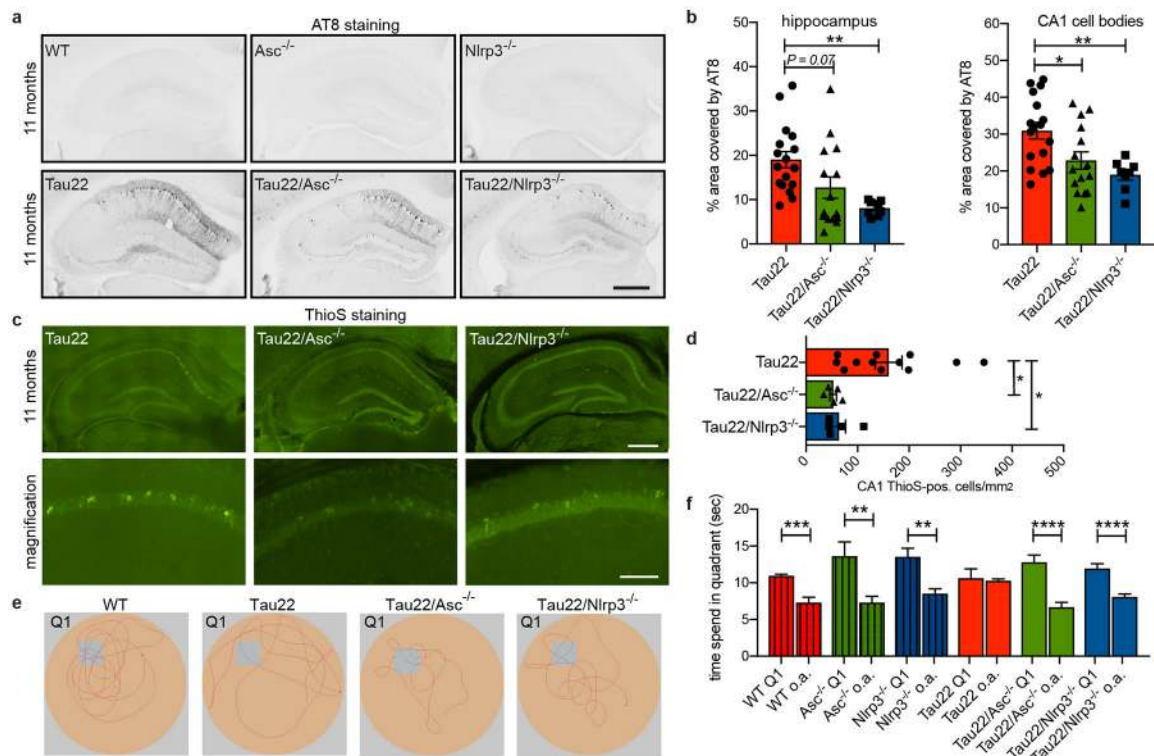 a
AT8 staining
WT
Asc-/-
Nlrp3-/-
11 months
Tau22
Tau22/Asc-/-
Tau22/Nlrp3-/-
11 months
b
hippocampus
**
P = 0.07
% area covered by AT8
50
40
30
20
10
0
Tau22
Tau22/Asc-/-
Tau22/Nlrp3-/-
CA1 cell bodies
**
*
% area covered by AT8
60
50
40
30
20
10
0
Tau22
Tau22/Asc-/-
Tau22/Nlrp3-/-
c
ThioS staining
Tau22
Tau22/Asc-/-
Tau22/Nlrp3-/-
11 months
magnification
d
Tau22
Tau22/Asc-/-
Tau22/Nlrp3-/-
*
*
0 100 200 300 400 500
CA1 ThioS-pos. cells/mm2
e
WT
Tau22
Tau22/Asc-/-
Tau22/Nlrp3-/-
Q1
Q1
Q1
Q1
f
time spend in quadrant (sec)
20
15
10
5
0
***
**
**
****
****
WT Q1
WT o.a.
Asc-/- Q1
Asc-/- o.a.
Nlrp3-/- Q1
Nlrp3-/- o.a.
Tau22 Q1
Tau22 o.a.
Tau22/Asc-/- Q1
Tau22/Asc-/- o.a.
Tau22/Nlrp3-/- Q1
Tau22/Nlrp3-/- o.a.